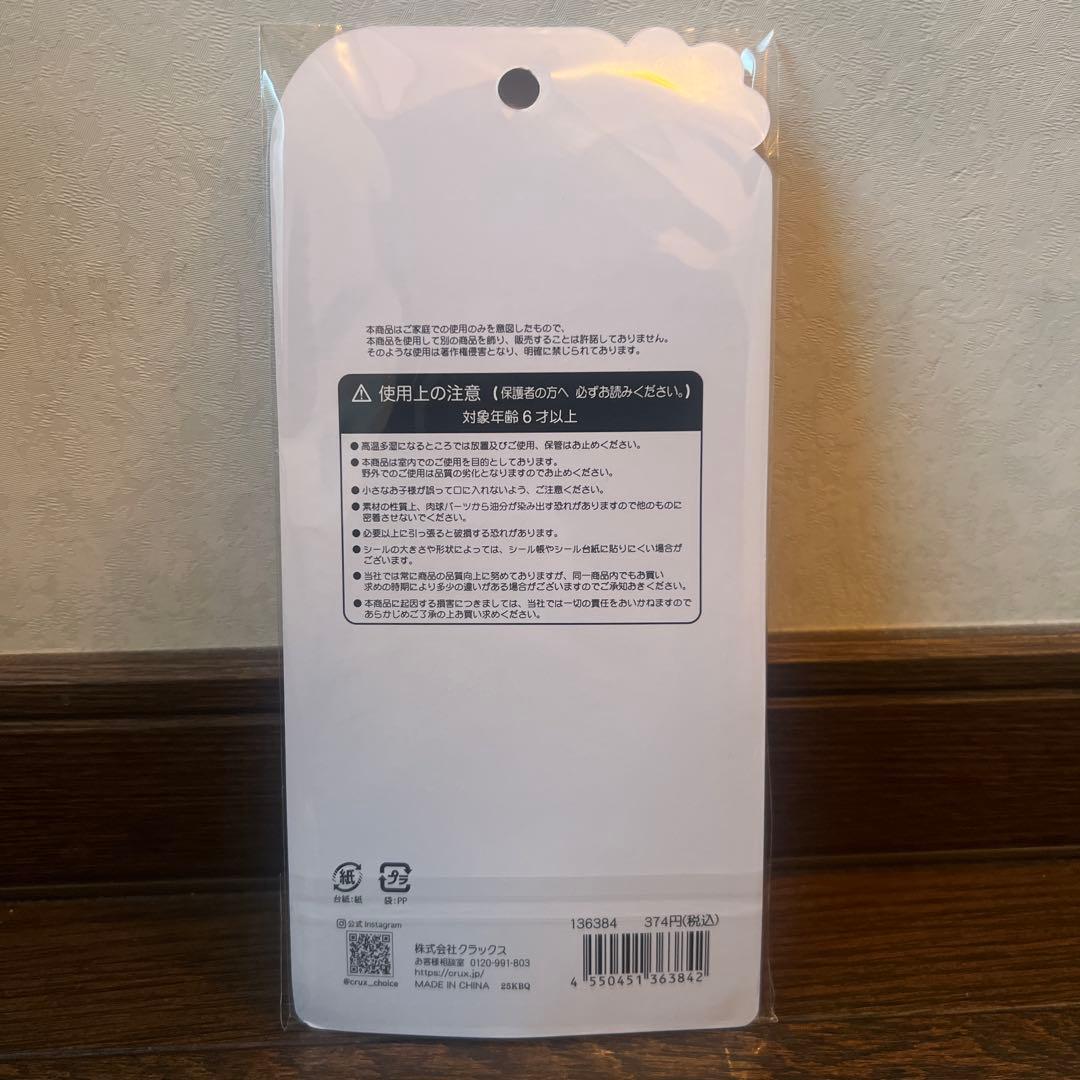 本商品はご家庭での使用のみを意図したもので、
本商品を使用して別の商品を飾り、販売することは許諾しておりません。
そのような使用は著作権侵害となり、明確に禁じられております。
使用上の注意 (保護者の方へ 必ずお読みください。)
対象年齢6才以上
●高温多湿になるところでは放置及びご使用、保管はお止めください。
●本商品は室内でのご使用を目的としております。
野外でのご使用は品質の劣化となりますのでお止めください。
●小さなお子様が誤って口に入れないよう、ご注意ください。
●素材の性質上、肉球パーツから油分が染み出す恐れがありますので他のものに
密着させないでください。
●必要以上に引っ張ると破損する恐れがあります。
●シールの大きさや形状によっては、シール帳やシール台紙に貼りにくい場合が
ございます。
●当社では常に商品の品質向上に努めておりますが、同一商品内でもお買い
求めの時期により多少の違いがある場合がございますのでご承知おきください。
●本商品に起因する損害につきましては、当社では一切の責任をおいかねますので
あらかじめご了承の上お買い求めください。
紙 プラ
台紙:紙 袋:PP
公式 Instagram
@crux_choice
株式会社クラックス
お客様相談室 0120-991-803
https://crux.jp/
MADE IN CHINA 25KBQ
136384 374円(税込)
4 550451 363842